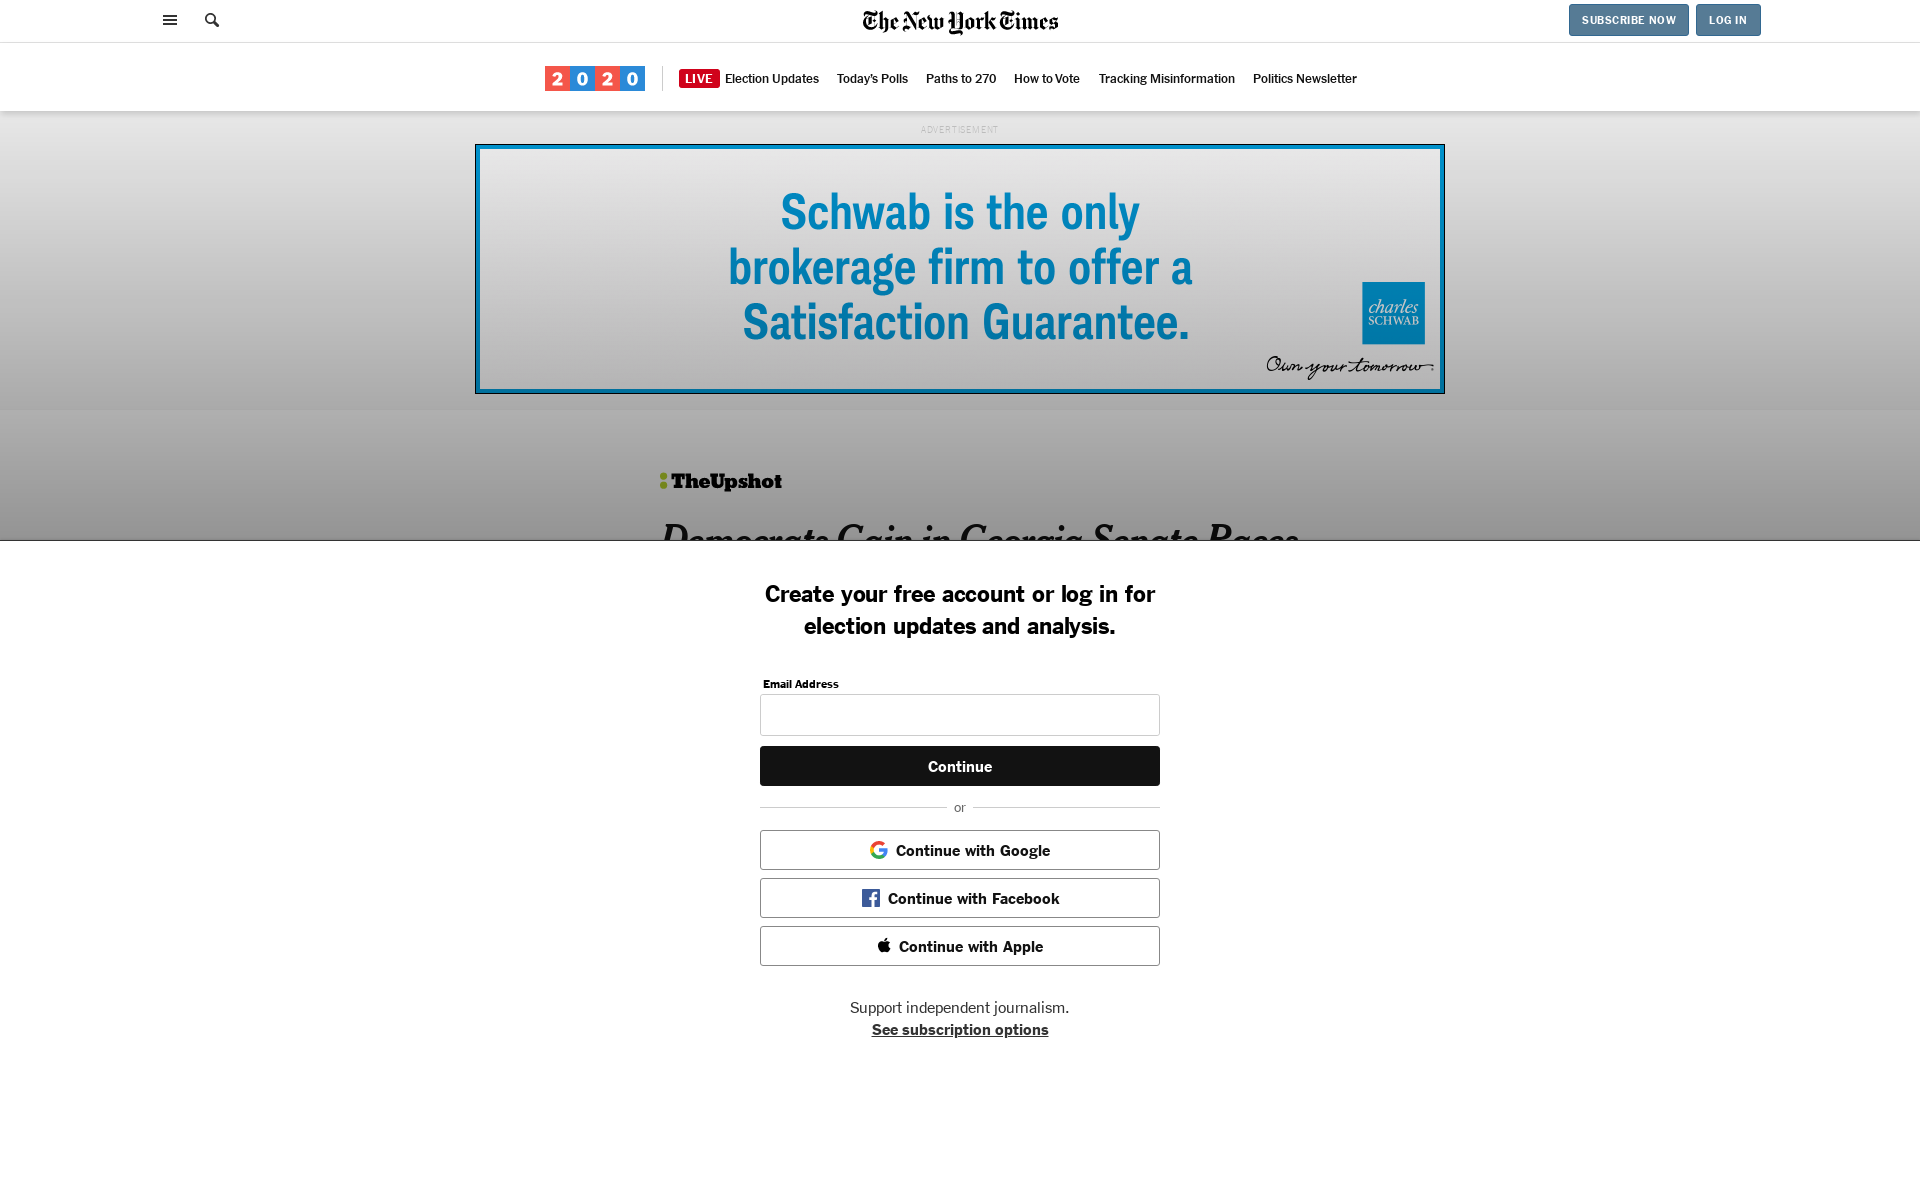 The New York Times
SUBSCRIBE NOW
LOG IN
2020
LIVE Election Updates
Today's Polls
Paths to 270
How to Vote
Tracking Misinformation
Politics Newsletter
ADVERTISEMENT
Schwab is the only
brokerage firm to offer a
Satisfaction Guarantee.
charles
SCHWAB
Own your tomorrow
TheUpshot
Democrats Gain in Georgia Senate Races
Create your free account or log in for
election updates and analysis.
Email Address
Continue
or
Continue with Google
Continue with Facebook
Continue with Apple
Support independent journalism.
See subscription options